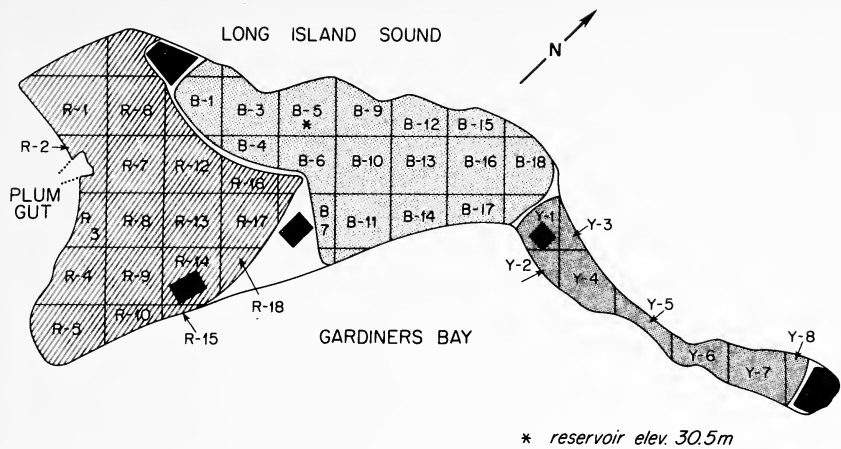 LONG ISLAND SOUND
N
R-1
R-6
B-1
B-3
B-5
*
B-9
B-12
B-15
R-2
R-7
R-12
B-4
B-6
B-10
B-13
B-16
B-18
PLUM
GUT
R
3
R-8
R-13
R-16
R-17
B
7
B-11
B-14
B-17
Y-1
Y-3
R-4
R-9
R-14
R-18
Y-2
Y-4
R-5
R-10
R-15
GARDINERS BAY
Y-5
Y-6
Y-7
Y-8
* reservoir elev. 30.5m